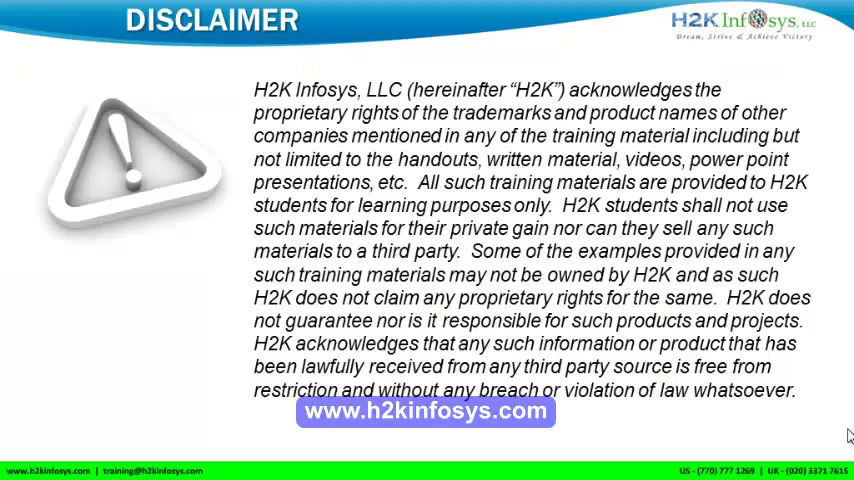 DISCLAIMER
H2K Infosys, LLC
Dream, Strive & Achieve Victory
H2K Infosys, LLC (hereinafter “H2K”) acknowledges the
proprietary rights of the trademarks and product names of other
companies mentioned in any of the training material including but
not limited to the handouts, written material, videos, power point
presentations, etc.  All such training materials are provided to H2K
students for learning purposes only.  H2K students shall not use
such materials for their private gain nor can they sell any such
materials to a third party.  Some of the examples provided in any
such training materials may not be owned by H2K and as such
H2K does not claim any proprietary rights for the same.  H2K does
not guarantee nor is it responsible for such products and projects.
H2K acknowledges that any such information or product that has
been lawfully received from any third party source is free from
restriction and without any breach or violation of law whatsoever.
www.h2kinfosys.com
www.h2kinfosys.com | training@h2kinfosys.com
US - (770) 777 1269 | UK - (020) 3371 7615